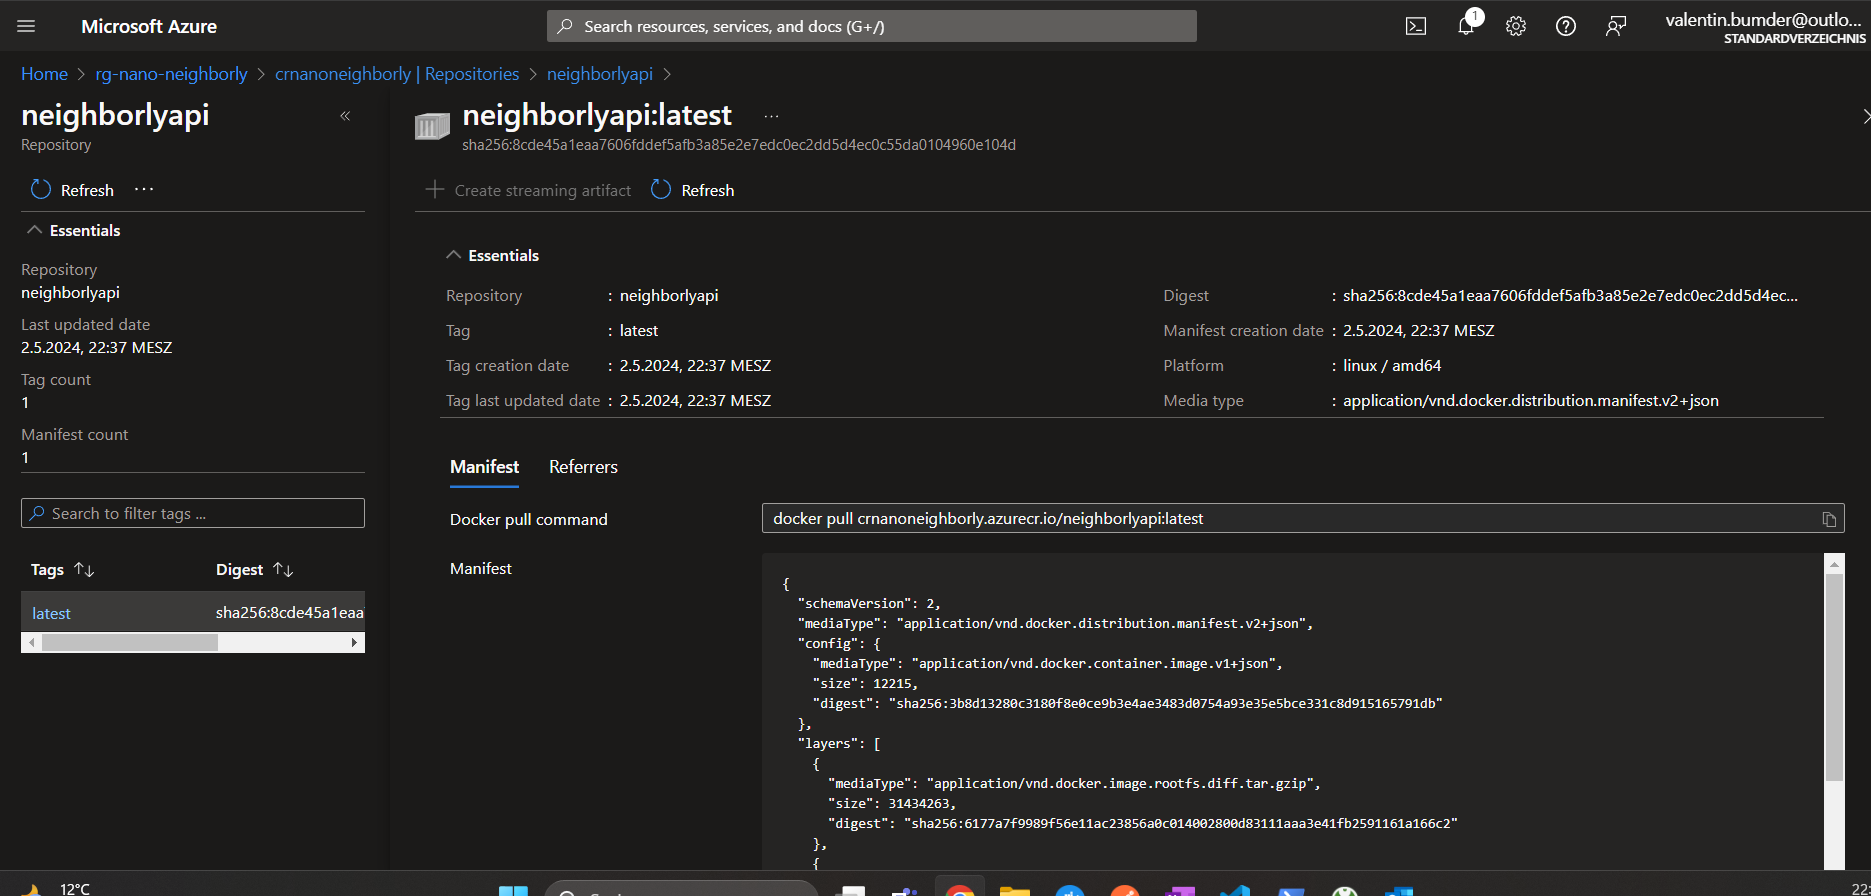 Microsoft Azure
Search resources, services, and docs (G+/)
1
valentin.bumder@outlo...
STANDARDVERZEICHNIS
Home > rg-nano-neighborly > crnanoneighborly | Repositories > neighborlyapi >
neighborlyapi
«
Repository
Refresh ...
Essentials
Repository
neighborlyapi
Last updated date
2.5.2024, 22:37 MESZ
Tag count
1
Manifest count
1
Search to filter tags ...
Tags ↑↓ Digest ↑↓
latest sha256:8cde45a1eaa
neighborlyapi:latest ...
sha256:8cde45a1eaa7606fddef5afb3a85e2e7edc0ec2dd5d4ec0c55da0104960e104d
Create streaming artifact Refresh
Essentials
Repository : neighborlyapi
Tag : latest
Tag creation date : 2.5.2024, 22:37 MESZ
Tag last updated date : 2.5.2024, 22:37 MESZ
Digest : sha256:8cde45a1eaa7606fddef5afb3a85e2e7edc0ec2dd5d4ec...
Manifest creation date : 2.5.2024, 22:37 MESZ
Platform : linux / amd64
Media type : application/vnd.docker.distribution.manifest.v2+json
Manifest Referrers
Docker pull command
docker pull crnanoneighborly.azurecr.io/neighborlyapi:latest
Manifest
{
"schemaVersion": 2,
"mediaType": "application/vnd.docker.distribution.manifest.v2+json",
"config": {
"mediaType": "application/vnd.docker.container.image.v1+json",
"size": 12215,
"digest": "sha256:3b8d13280c3180f8e0ce9b3e4ae3483d0754a93e35e5bce331c8d915165791db"
},
"layers": [
{
"mediaType": "application/vnd.docker.image.rootfs.diff.tar.gzip",
"size": 31434263,
"digest": "sha256:6177a7f9989f56e11ac23856a0c014002800d83111aaa3e41fb2591161a166c2"
},
{
12°C
22: